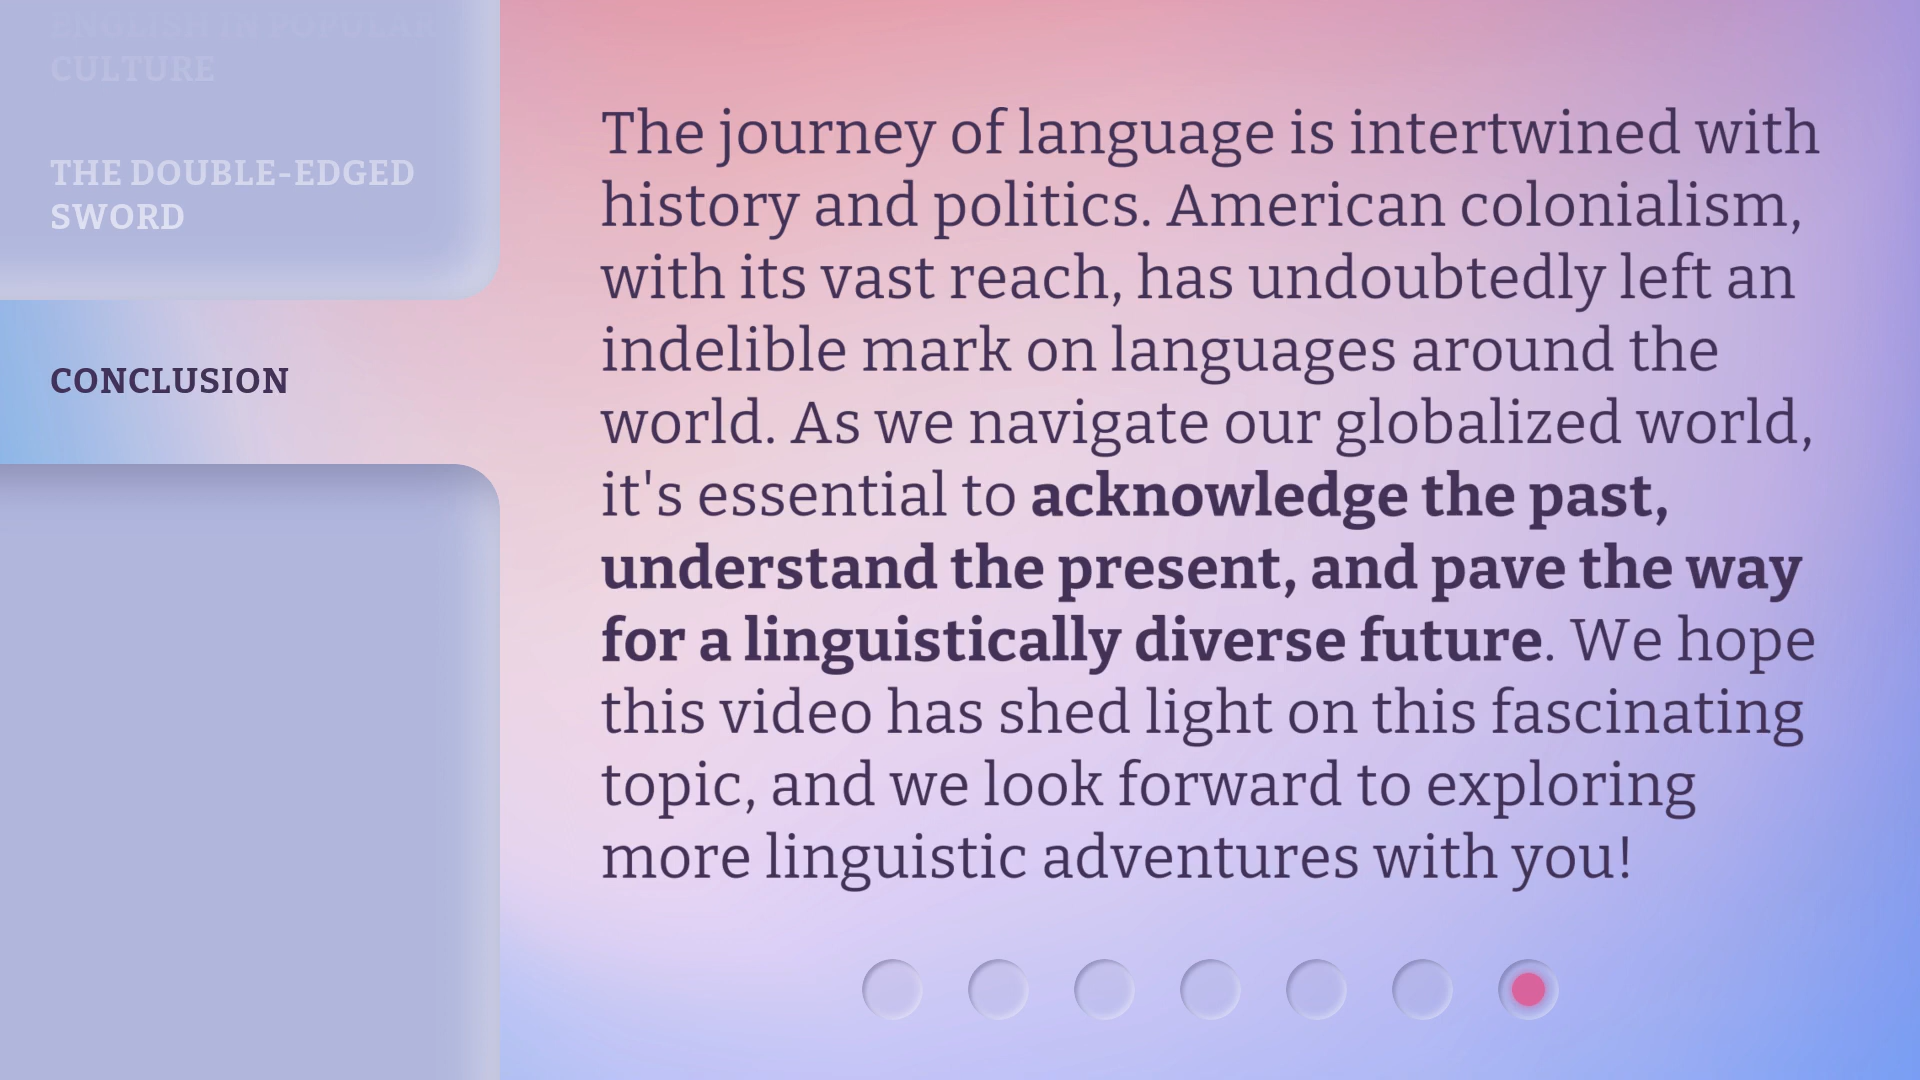 ENGLISH IN POPULAR
CULTURE
THE DOUBLE-EDGED
SWORD
CONCLUSION
The journey of language is intertwined with
history and politics. American colonialism,
with its vast reach, has undoubtedly left an
indelible mark on languages around the
world. As we navigate our globalized world,
it's essential to acknowledge the past,
understand the present, and pave the way
for a linguistically diverse future. We hope
this video has shed light on this fascinating
topic, and we look forward to exploring
more linguistic adventures with you!